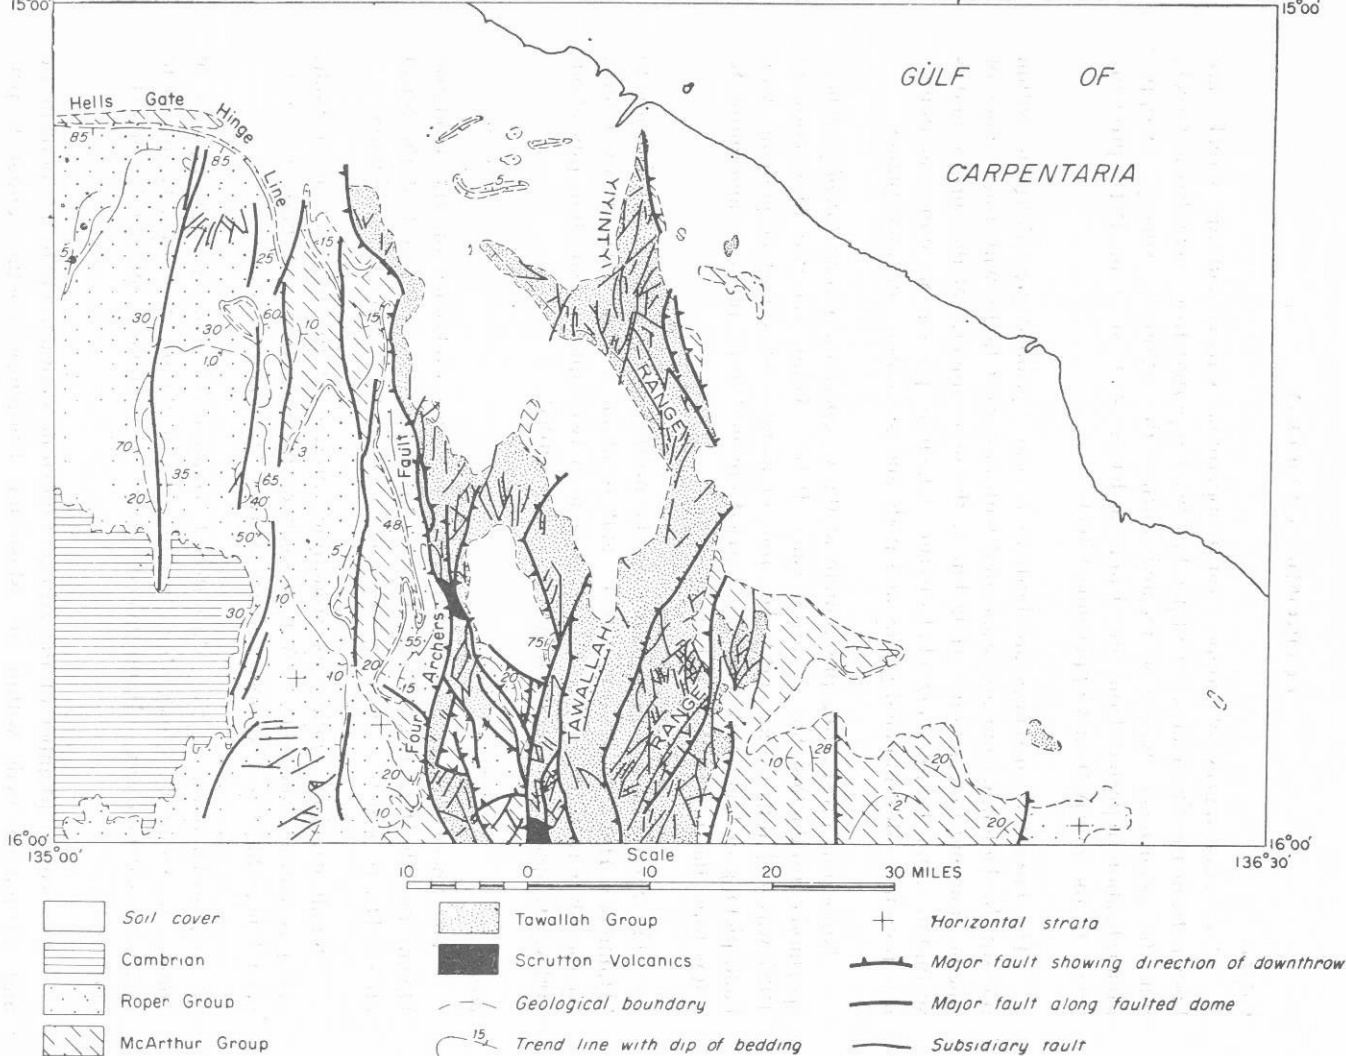 15°00'
15°00'
GULF OF
CARPENTARIA
Hells Gate Hinge Line
85
85
5
YIYINTYI RANGE
5
15
25
30
30
60
10
15
10°
70
3
35
65
20
40
50
Fault
48
5
10
30
55
75
20
10
20
15
Four Archers
TAWALLAH RANGE
20
10
10
28
20
2
20
16°00'
16°00'
135°00'
136°30'
Scale
10 0 10 20 30 MILES
Soil cover
Tawallah Group
Horizontal strata
Cambrian
Scrutton Volcanics
Major fault showing direction of downthrow
Roper Group
Geological boundary
Major fault along faulted dome
McArthur Group
15
Trend line with dip of bedding
Subsidiary fault